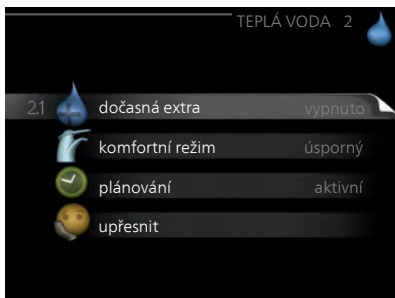 TEPLÁ VODA 2
2.1 dočasná extra vypnuto
komfortní režim úsporný
plánování aktivní
upřesnit